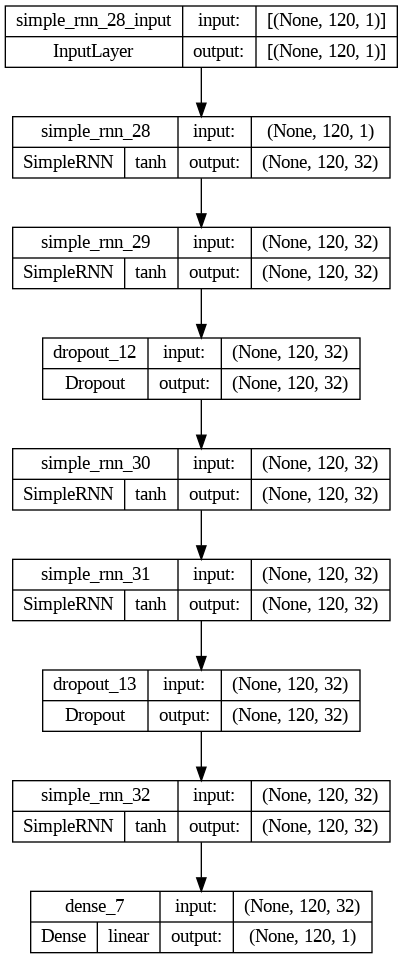 simple_rnn_28_input input: [(None, 120, 1)]
InputLayer output: [(None, 120, 1)]
simple_rnn_28 input: (None, 120, 1)
SimpleRNN tanh output: (None, 120, 32)
simple_rnn_29 input: (None, 120, 32)
SimpleRNN tanh output: (None, 120, 32)
dropout_12 input: (None, 120, 32)
Dropout output: (None, 120, 32)
simple_rnn_30 input: (None, 120, 32)
SimpleRNN tanh output: (None, 120, 32)
simple_rnn_31 input: (None, 120, 32)
SimpleRNN tanh output: (None, 120, 32)
dropout_13 input: (None, 120, 32)
Dropout output: (None, 120, 32)
simple_rnn_32 input: (None, 120, 32)
SimpleRNN tanh output: (None, 120, 32)
dense_7 input: (None, 120, 32)
Dense linear output: (None, 120, 1)